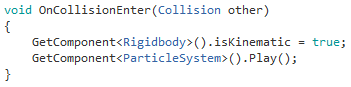 void OnCollisionEnter(Collision other)
{
    GetComponent<Rigidbody>().isKinematic = true;
    GetComponent<ParticleSystem>().Play();
}